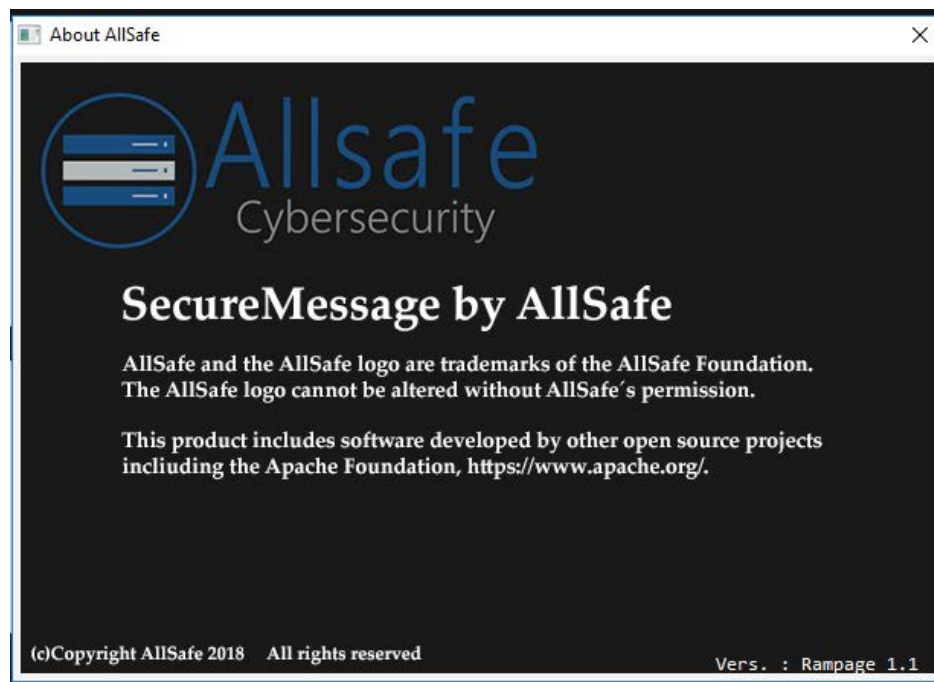 About AllSafe
Allsafe
Cybersecurity
SecureMessage by AllSafe
AllSafe and the AllSafe logo are trademarks of the AllSafe Foundation.
The AllSafe logo cannot be altered without AllSafe´s permission.
This product includes software developed by other open source projects
incliuding the Apache Foundation, https://www.apache.org/.
(c)Copyright AllSafe 2018 All rights reserved
Vers. : Rampage 1.1